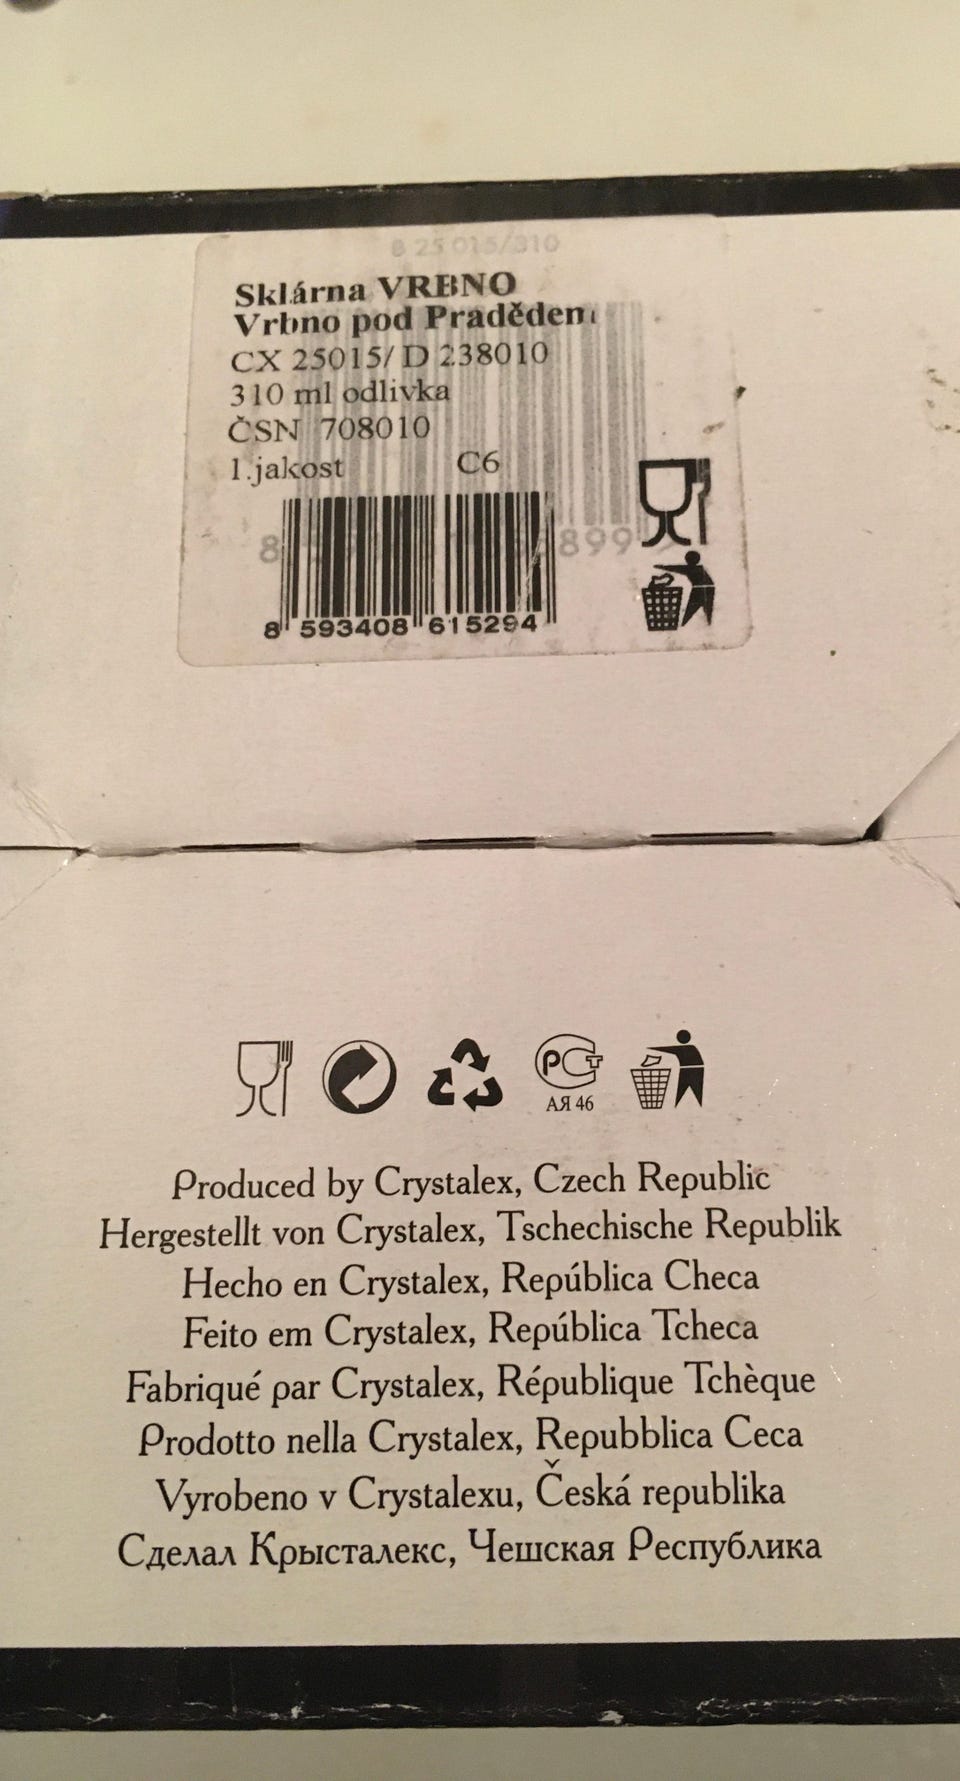 8 25 015/310
Sklárna VRBNO
Vrbno pod Pradědem
CX 25015/ D 238010
310 ml odlivka
ČSN 708010
1.jakost C6
8 899
8 593408 615294
РСТ
АЯ 46
Produced by Crystalex, Czech Republic
Hergestellt von Crystalex, Tschechische Republik
Hecho en Crystalex, República Checa
Feito em Crystalex, República Tcheca
Fabriqué par Crystalex, République Tchèque
Prodotto nella Crystalex, Repubblica Ceca
Vyrobeno v Crystalexu, Česká republika
Сделал Крысталекс, Чешская Республика